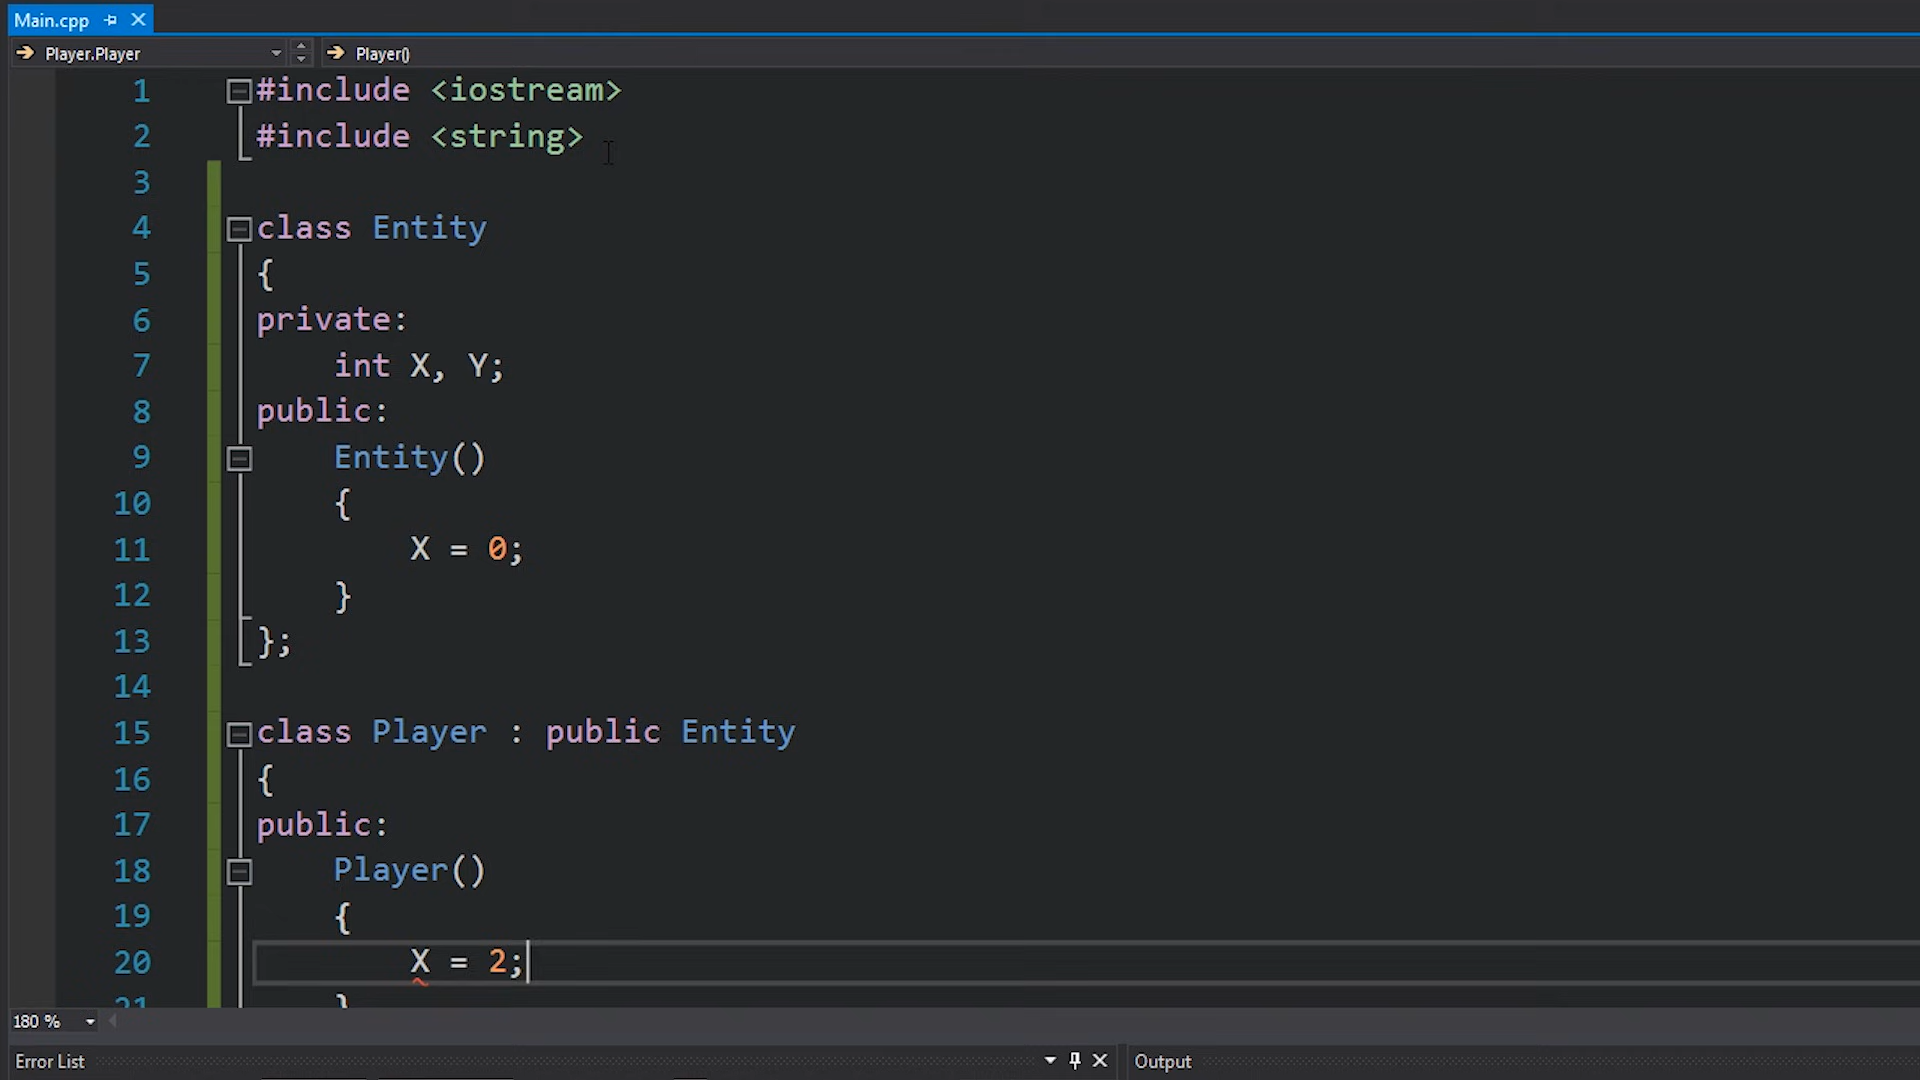 Main.cpp
Player.Player Player()
1 #include <iostream>
2 #include <string>
3
4 class Entity
5 {
6 private:
7     int X, Y;
8 public:
9     Entity()
10     {
11         X = 0;
12     }
13 };
14
15 class Player : public Entity
16 {
17 public:
18     Player()
19     {
20         X = 2;
21     }
180 %
Error List Output